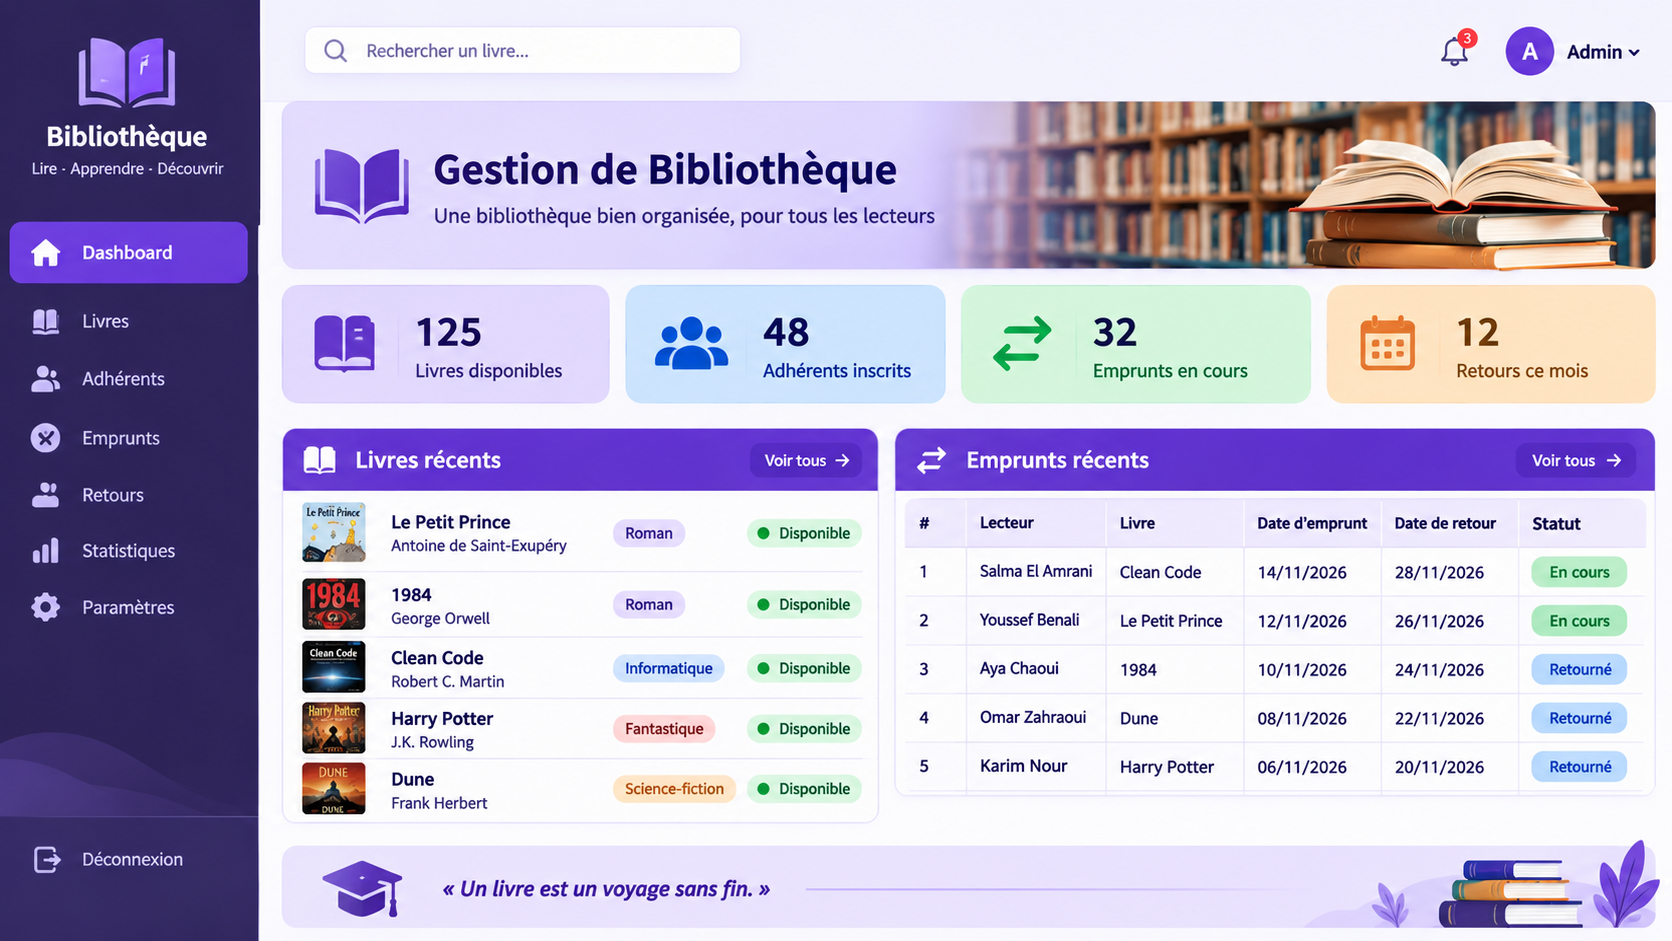 Bibliothèque
Lire - Apprendre - Découvrir
Dashboard
Livres
Adhérents
Emprunts
Retours
Statistiques
Paramètres
Déconnexion
Rechercher un livre...
3
A
Admin
Gestion de Bibliothèque
Une bibliothèque bien organisée, pour tous les lecteurs
125
Livres disponibles
48
Adhérents inscrits
32
Emprunts en cours
12
Retours ce mois
Livres récents
Voir tous →
Le Petit Prince
Le Petit Prince
Antoine de Saint-Exupéry
Roman
Disponible
1984
1984
George Orwell
Roman
Disponible
Clean Code
Clean Code
Robert C. Martin
Informatique
Disponible
Harry Potter
Harry Potter
J.K. Rowling
Fantastique
Disponible
DUNE
DUNE
Dune
Frank Herbert
Science-fiction
Disponible
Emprunts récents
Voir tous →
# Lecteur Livre Date d'emprunt Date de retour Statut
1 Salma El Amrani Clean Code 14/11/2026 28/11/2026 En cours
2 Youssef Benali Le Petit Prince 12/11/2026 26/11/2026 En cours
3 Aya Chaoui 1984 10/11/2026 24/11/2026 Retourné
4 Omar Zahraoui Dune 08/11/2026 22/11/2026 Retourné
5 Karim Nour Harry Potter 06/11/2026 20/11/2026 Retourné
« Un livre est un voyage sans fin. »